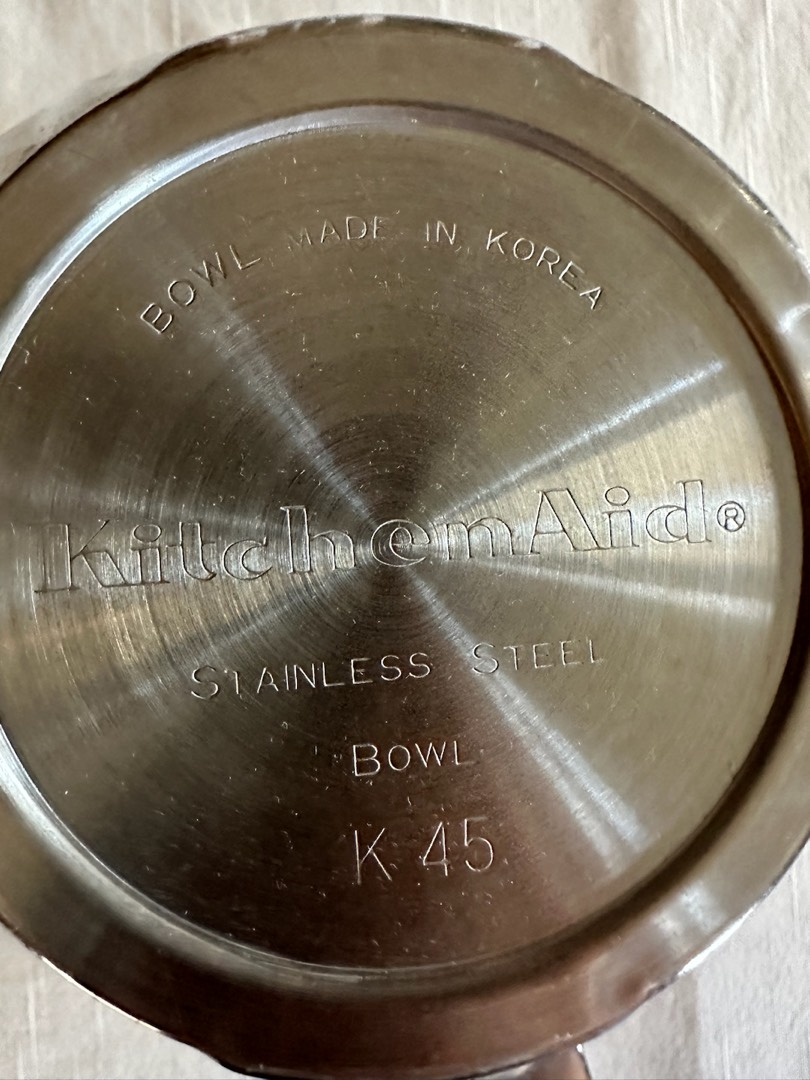 BOWL MADE IN KOREA
KitchenAid®
STAINLESS STEEL
BOWL
K 45